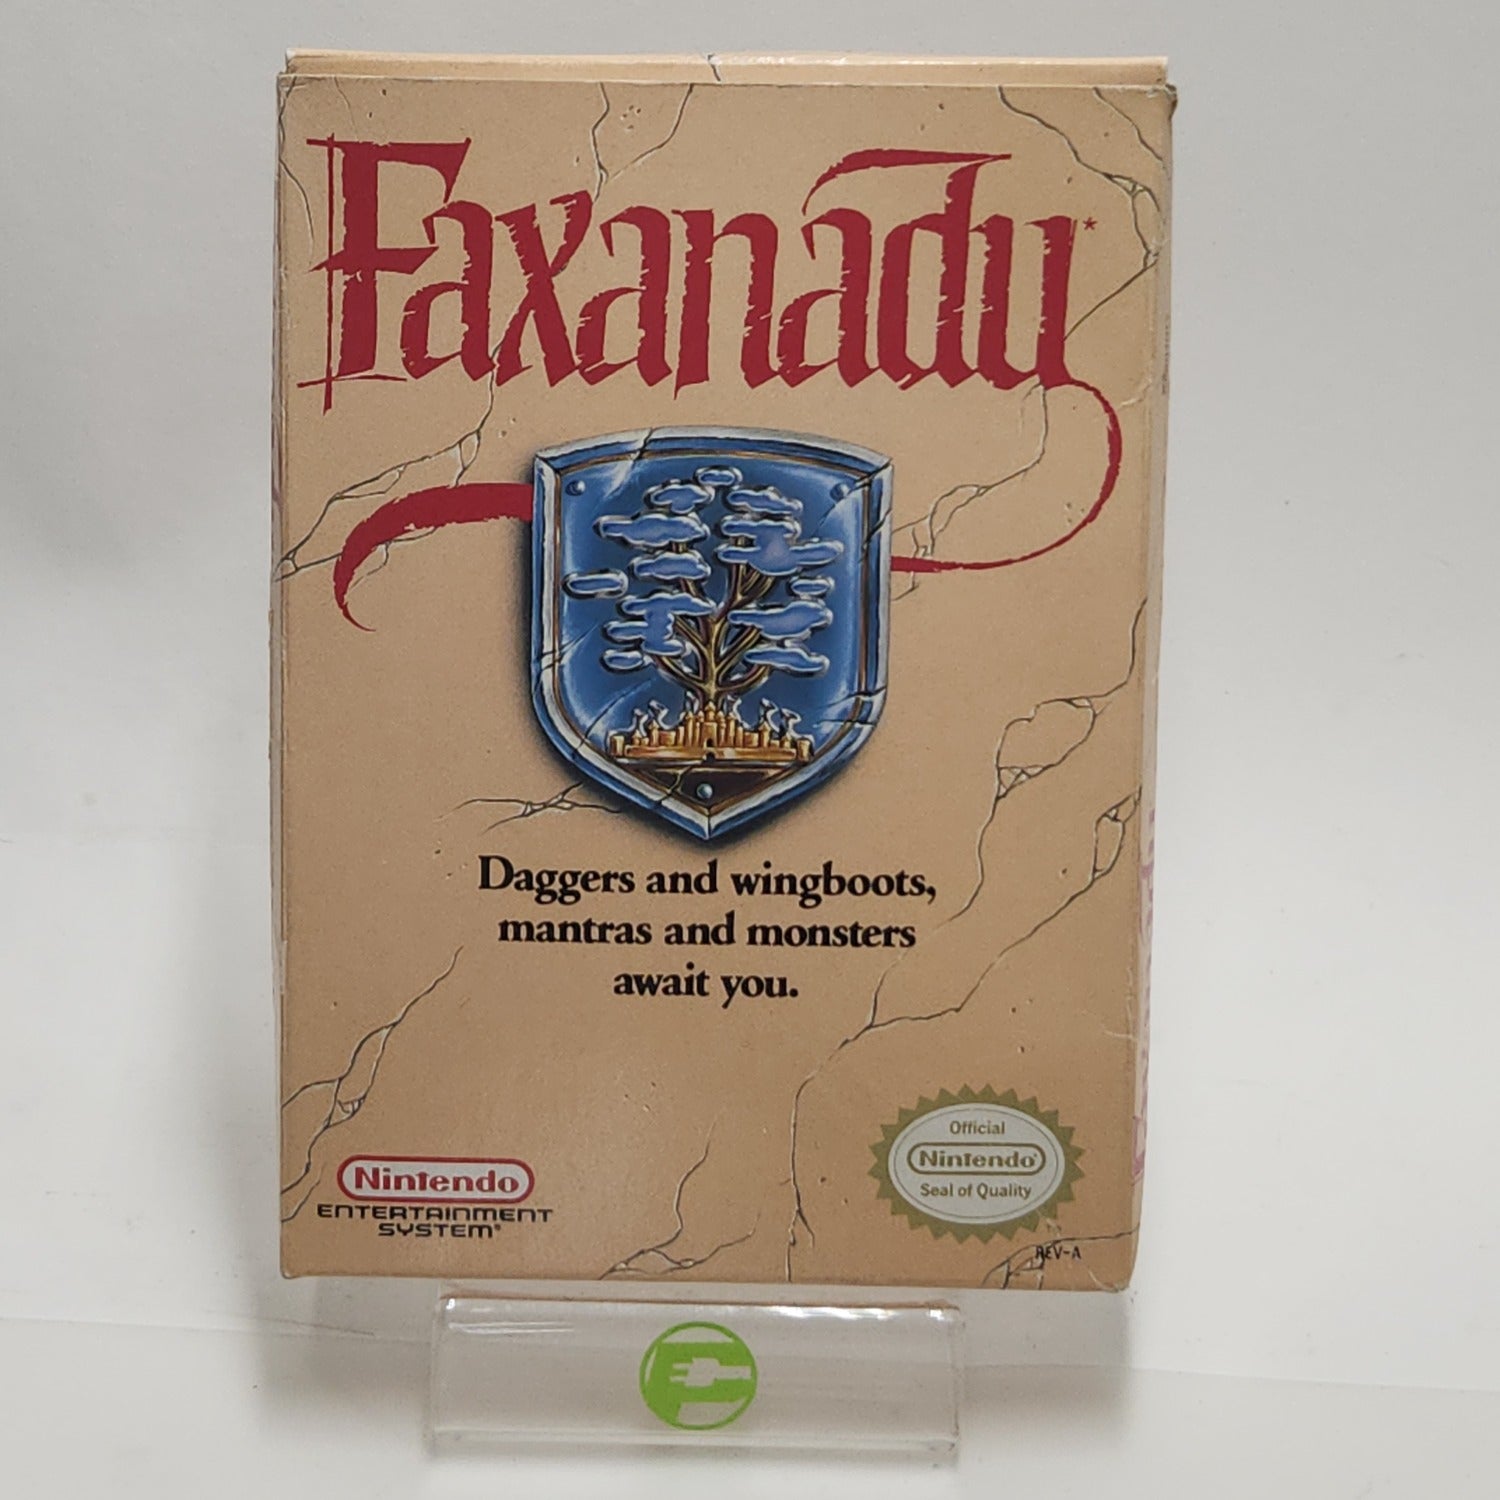 Faxanadu*
Daggers and wingboots,
mantras and monsters
await you.
Nintendo
ENTERTAINMENT
SYSTEM®
Official
Nintendo®
Seal of Quality
REV-A